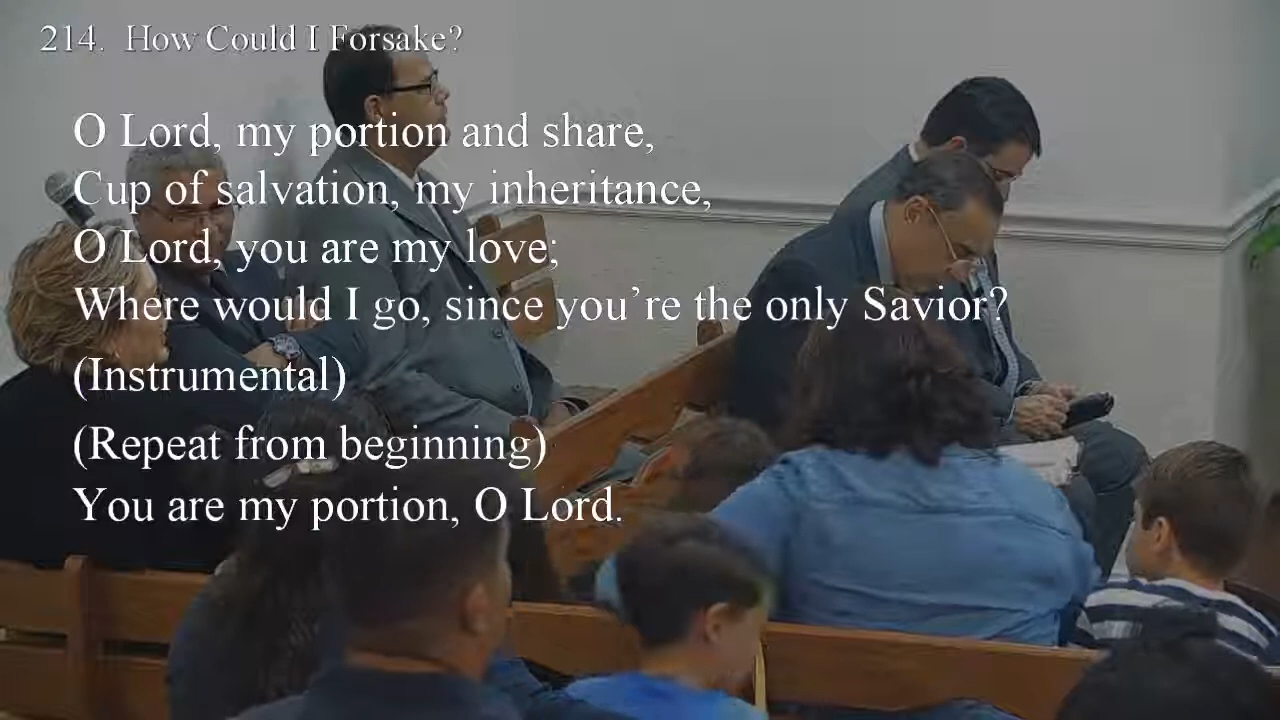 214.  How Could I Forsake?
O Lord, my portion and share,
Cup of salvation, my inheritance,
O Lord, you are my love;
Where would I go, since you’re the only Savior?
(Instrumental)
(Repeat from beginning)
You are my portion, O Lord.